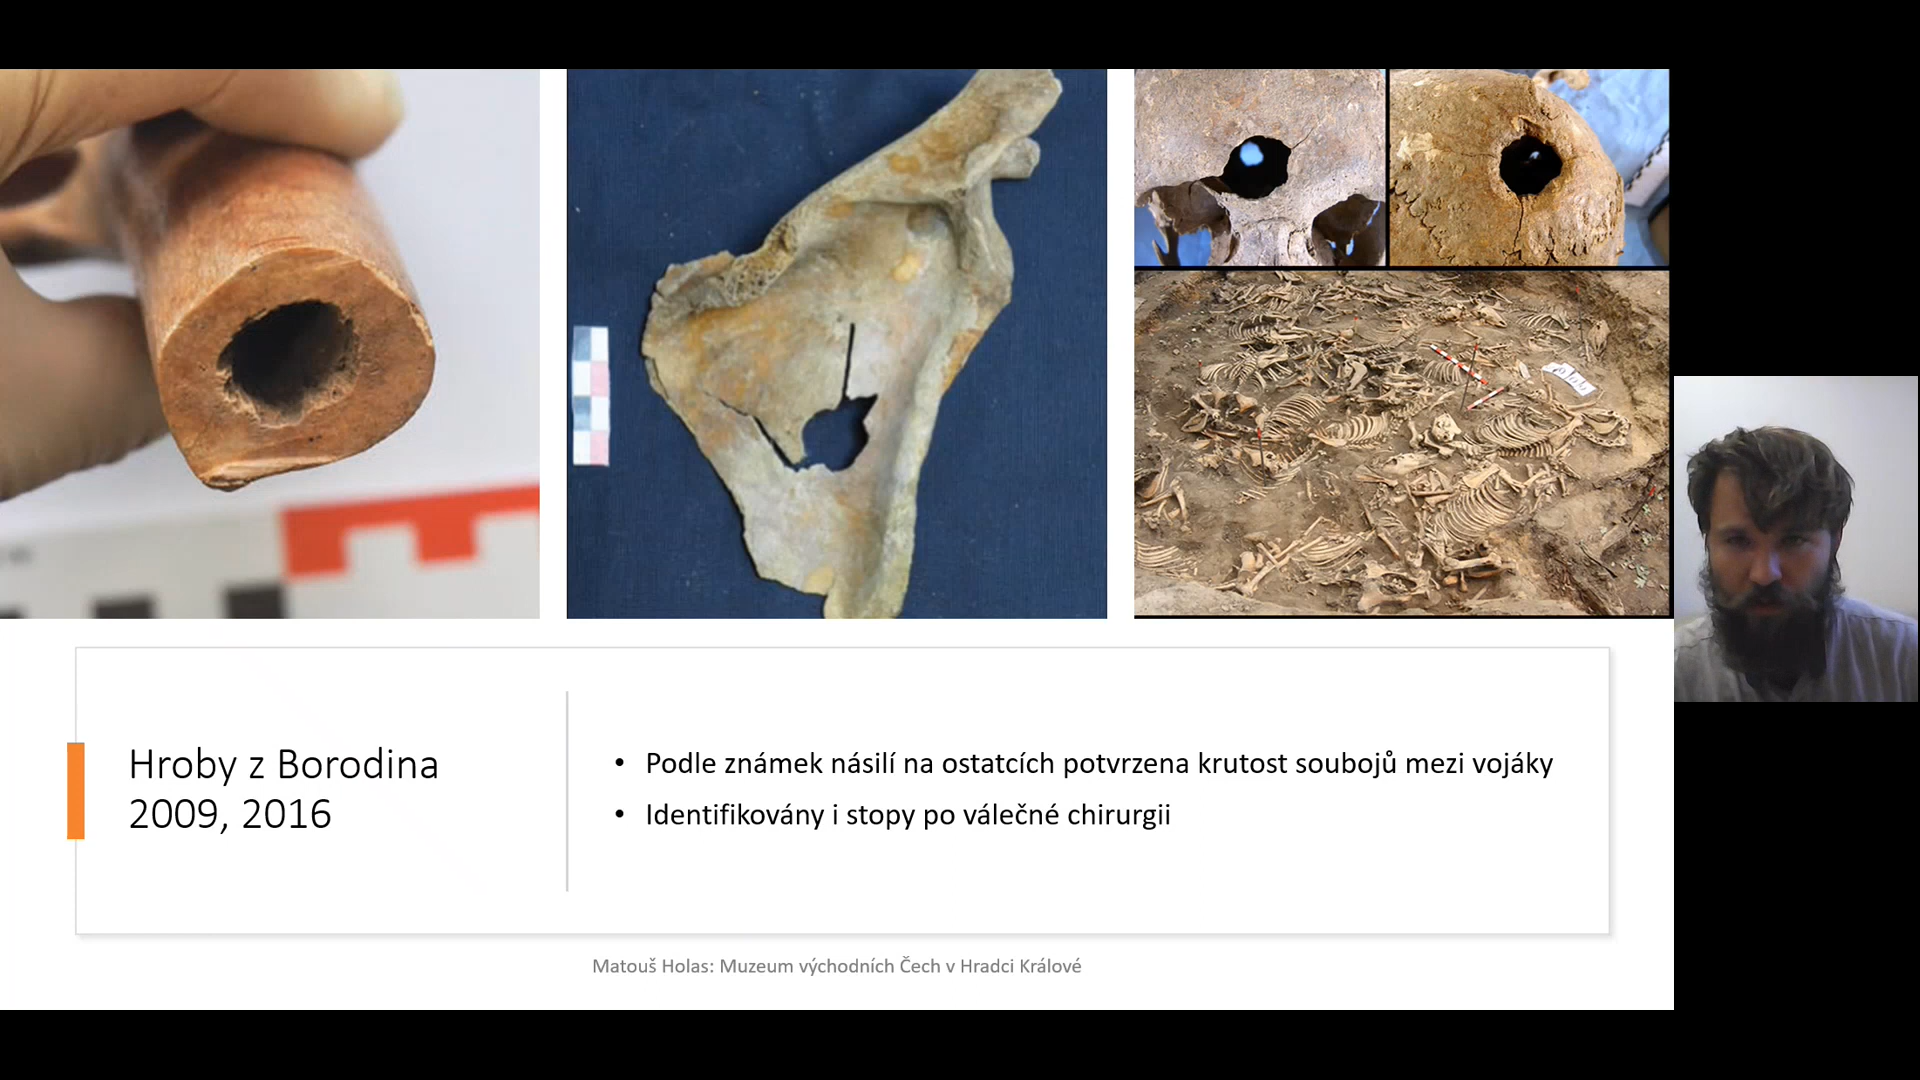 Hroby z Borodina
2009, 2016
• Podle známek násilí na ostatcích potvrzena krutost soubojů mezi vojáky
• Identifikovány i stopy po válečné chirurgii
Matouš Holas: Muzeum východních Čech v Hradci Králové